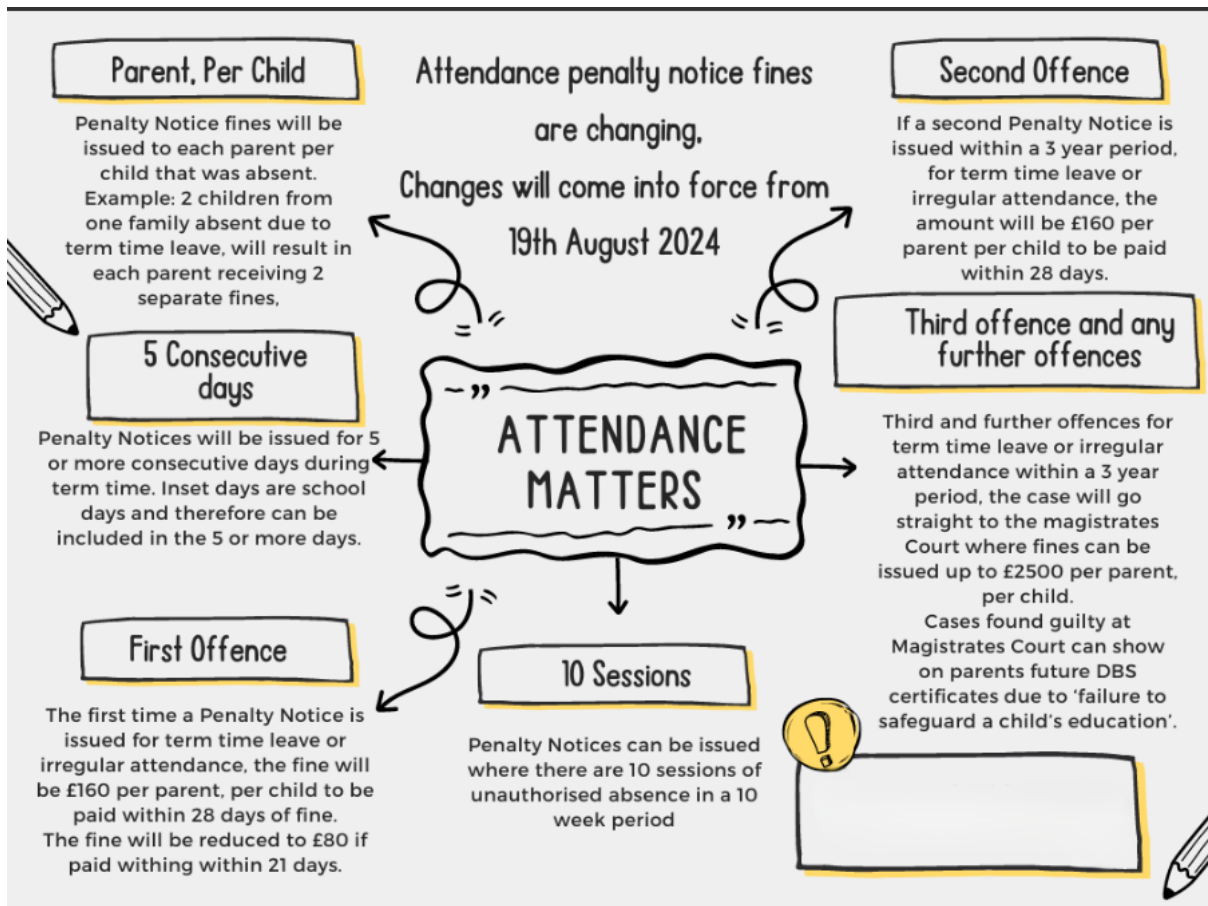 Parent, Per Child
Penalty Notice fines will be
issued to each parent per
child that was absent.
Example: 2 children from
one family absent due to
term time leave, will result in
each parent receiving 2
separate fines,
Attendance penalty notice fines
are changing,
Changes will come into force from
19th August 2024
Second Offence
If a second Penalty Notice is
issued within a 3 year period,
for term time leave or
irregular attendance, the
amount will be £160 per
parent per child to be paid
within 28 days.
5 Consecutive
days
Penalty Notices will be issued for 5
or more consecutive days during
term time. Inset days are school
days and therefore can be
included in the 5 or more days.
ATTENDANCE
MATTERS
Third offence and any
further offences
Third and further offences for
term time leave or irregular
attendance within a 3 year
period, the case will go
straight to the magistrates
Court where fines can be
issued up to £2500 per parent,
per child.
Cases found guilty at
Magistrates Court can show
on parents future DBS
certificates due to ‘failure to
safeguard a child’s education’.
First Offence
The first time a Penalty Notice is
issued for term time leave or
irregular attendance, the fine will
be £160 per parent, per child to be
paid within 28 days of fine.
The fine will be reduced to £80 if
paid withing within 21 days.
10 Sessions
Penalty Notices can be issued
where there are 10 sessions of
unauthorised absence in a 10
week period